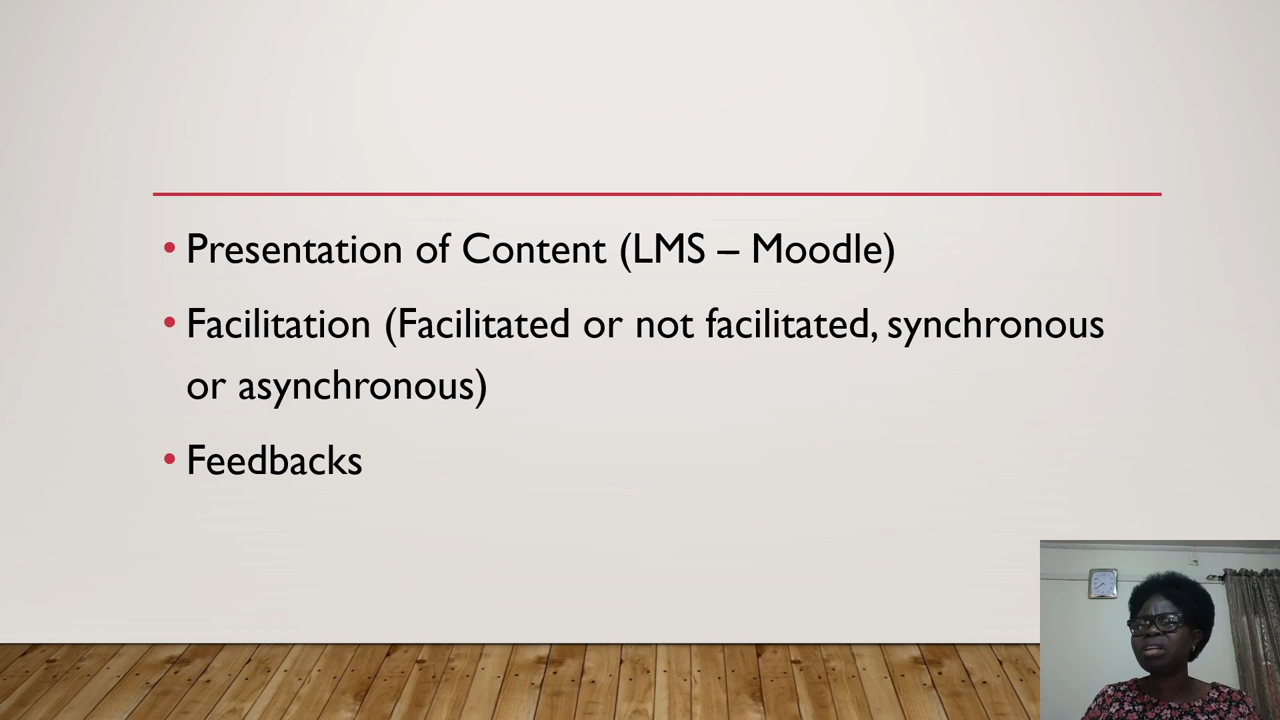 • Presentation of Content (LMS – Moodle)
• Facilitation (Facilitated or not facilitated, synchronous
or asynchronous)
• Feedbacks